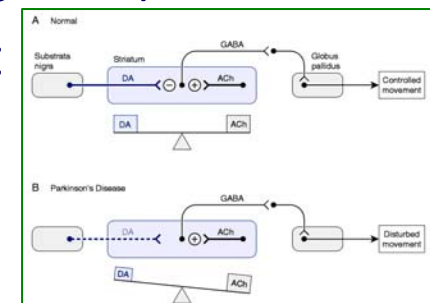 A Normal
GABA
Substrata
nigra
Striatum
Globus
pallidus
DA
ACh
Controlled
movement
DA
ACh
B Parkinson's Disease
GABA
DA
ACh
Disturbed
movement
DA
ACh